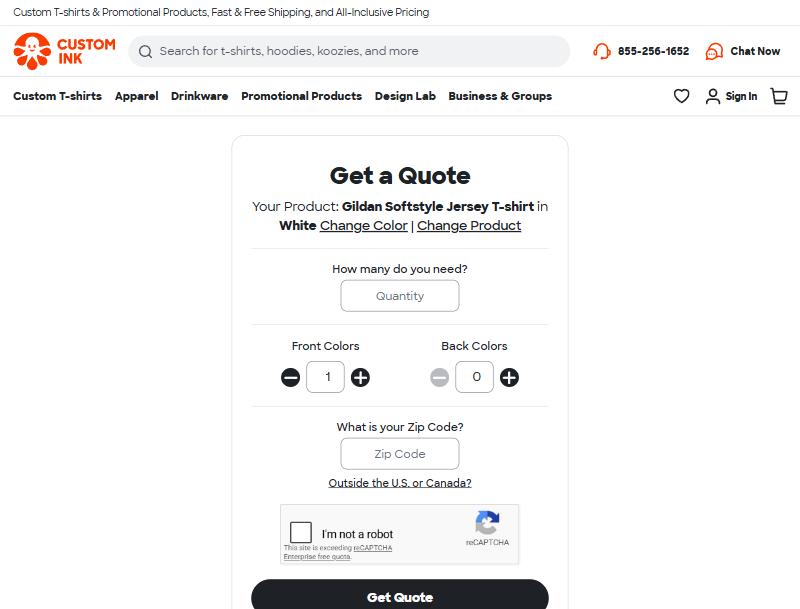 Custom T-shirts & Promotional Products, Fast & Free Shipping, and All-Inclusive Pricing
CUSTOM
INK
Search for t-shirts, hoodies, koozies, and more
855-256-1652
Chat Now
Custom T-shirts
Apparel
Drinkware
Promotional Products
Design Lab
Business & Groups
Sign In
Get a Quote
Your Product: Gildan Softstyle Jersey T-shirt in
White Change Color | Change Product
How many do you need?
Quantity
Front Colors
Back Colors
1
0
What is your Zip Code?
Zip Code
Outside the U.S. or Canada?
I'm not a robot
reCAPTCHA
This site is exceeding reCAPTCHA
Enterprise free quota.
Get Quote